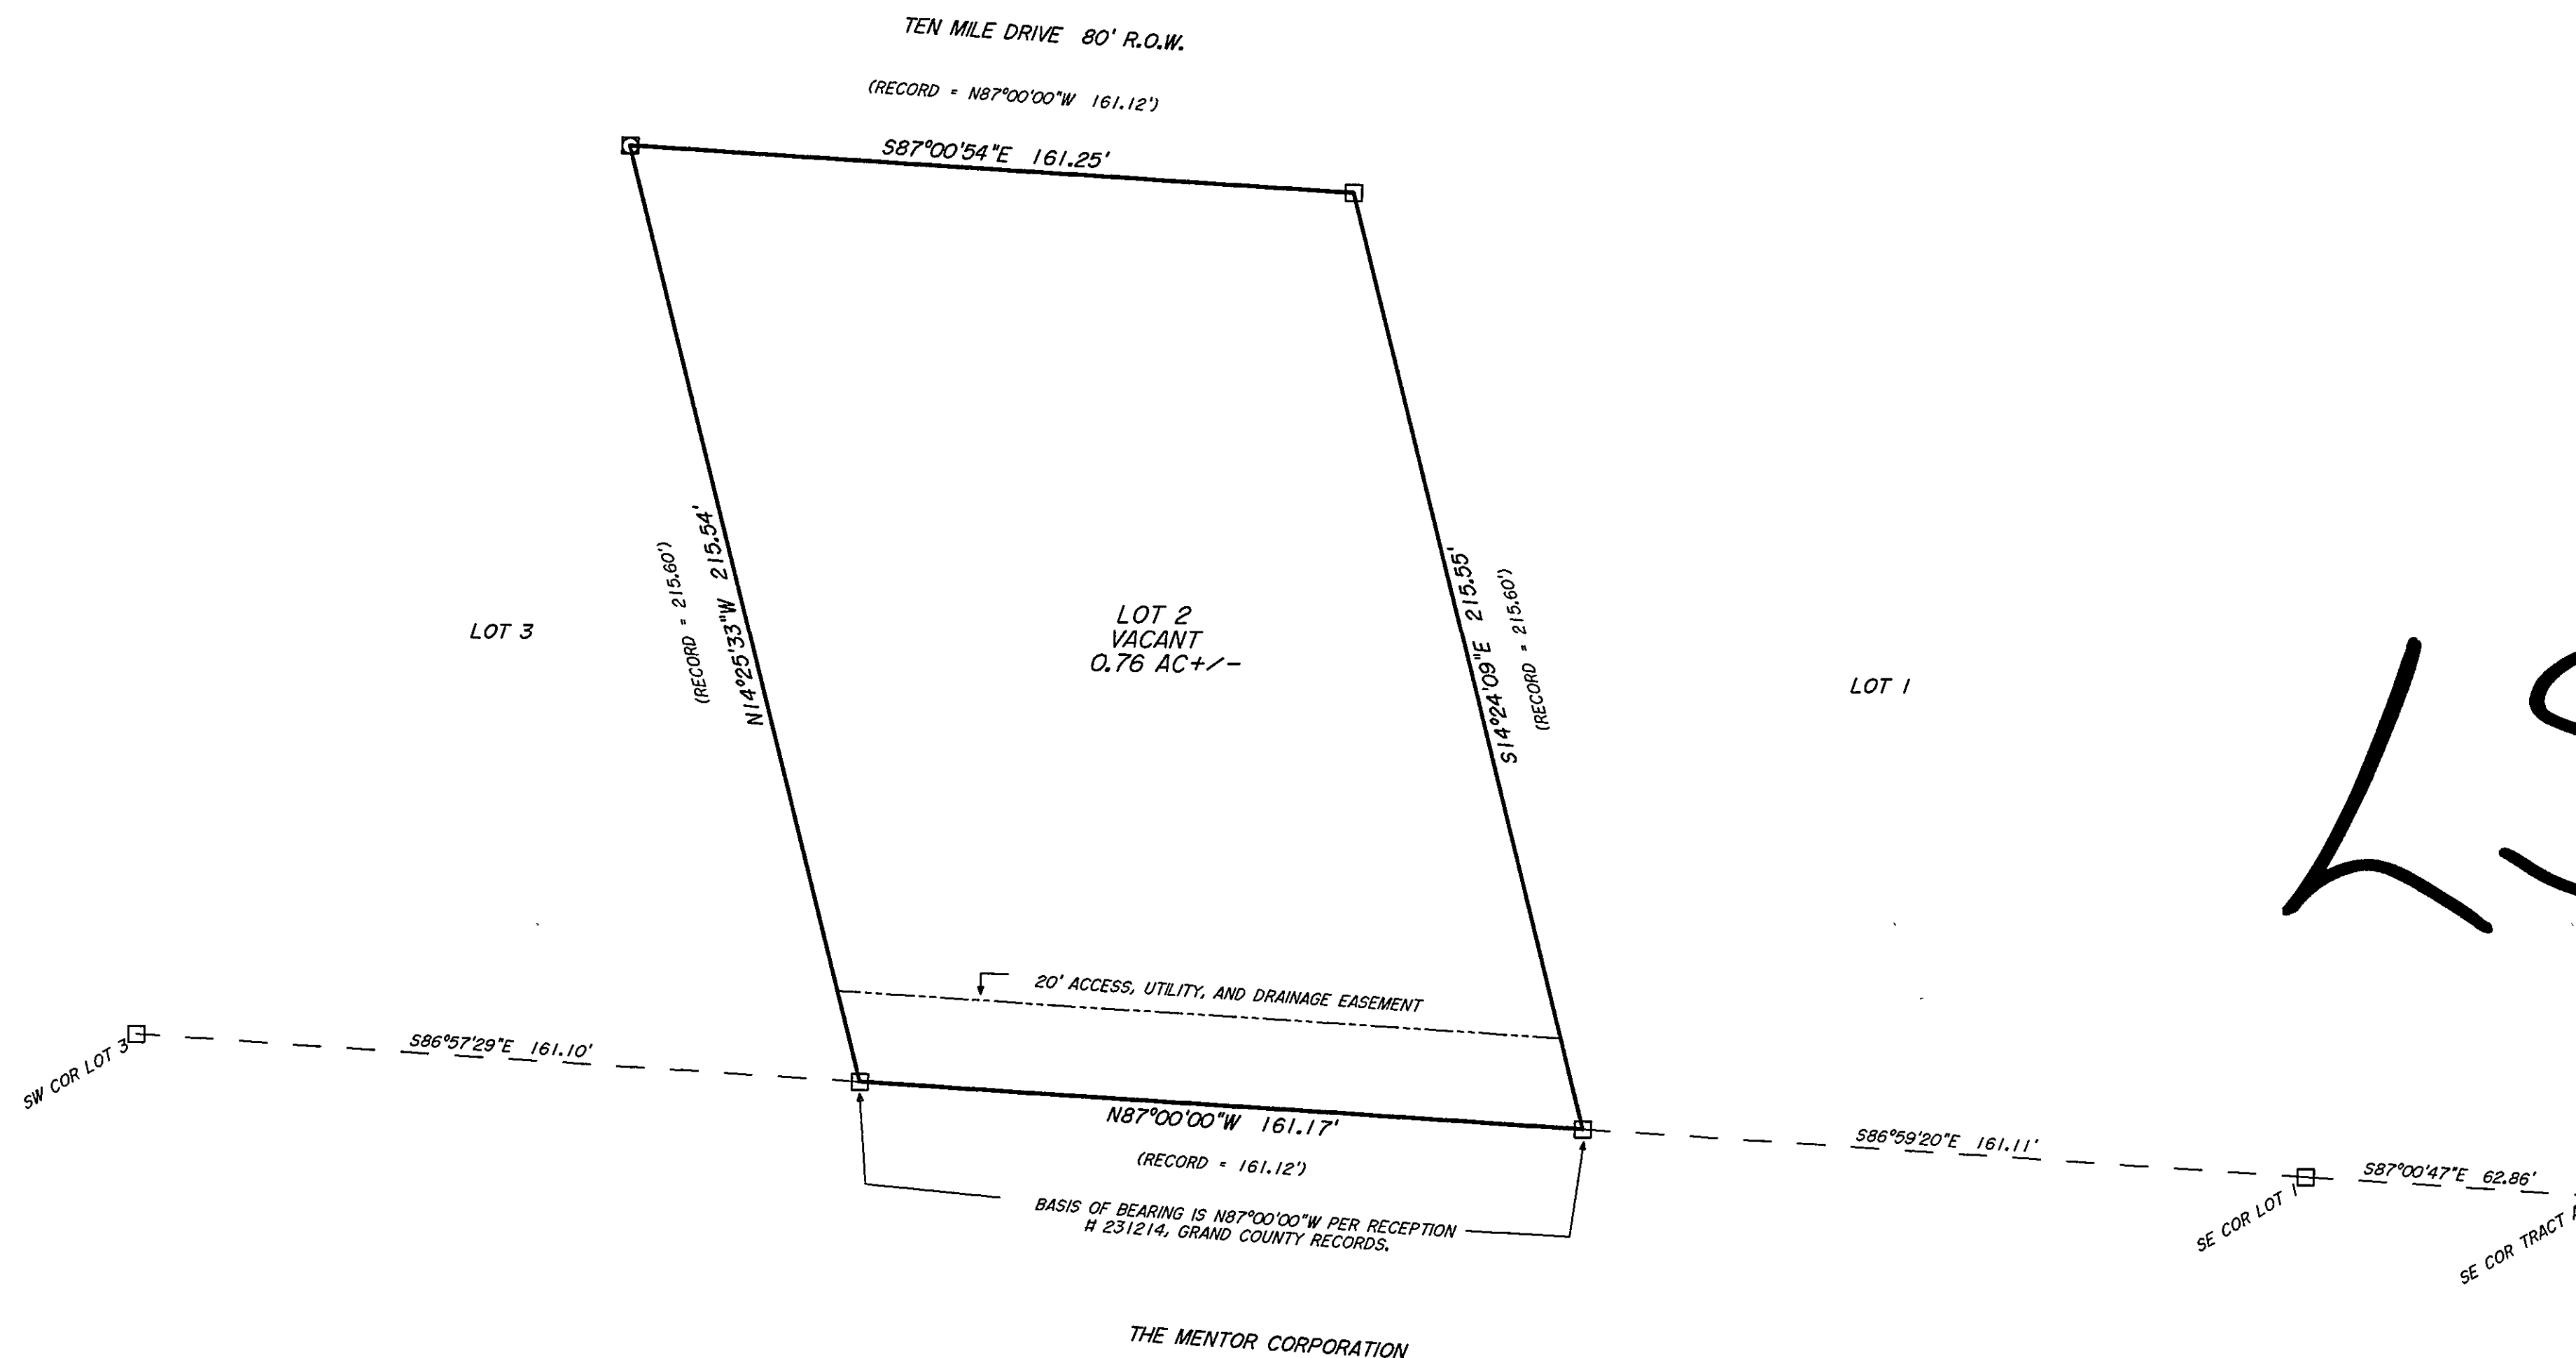 TEN MILE DRIVE 80' R.O.W.
(RECORD = N87°00'00"W 161.12')
S87°00'54"E 161.25'
(RECORD = 215.60')
N14°25'33"W 215.54'
S14°24'09"E 215.55'
(RECORD = 215.60')
LOT 3
LOT 2
VACANT
0.76 AC+/-
LOT 1
LS
20' ACCESS, UTILITY, AND DRAINAGE EASEMENT
SW COR LOT 3
S86°57'29"E 161.10'
N87°00'00"W 161.17'
(RECORD = 161.12')
S86°59'20"E 161.11'
S87°00'47"E 62.86'
SE COR LOT 1
SE COR TRACT
BASIS OF BEARING IS N87°00'00"W PER RECEPTION
# 231214, GRAND COUNTY RECORDS.
THE MENTOR CORPORATION